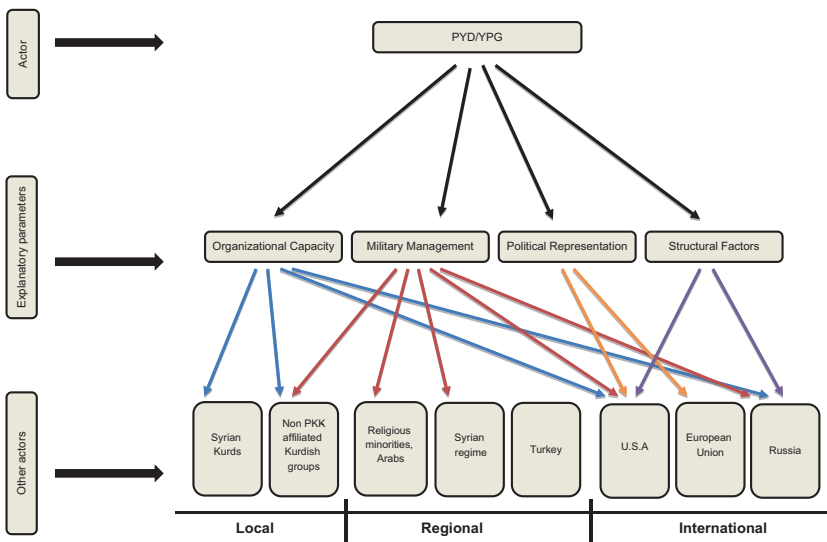 Actor
PYD/YPG
Explanatory parameters
Organizational Capacity
Military Management
Political Representation
Structural Factors
Other actors
Syrian
Kurds
Non PKK
affiliated
Kurdish
groups
Religious
minorities,
Arabs
Syrian
regime
Turkey
U.S.A
European
Union
Russia
Local
Regional
International